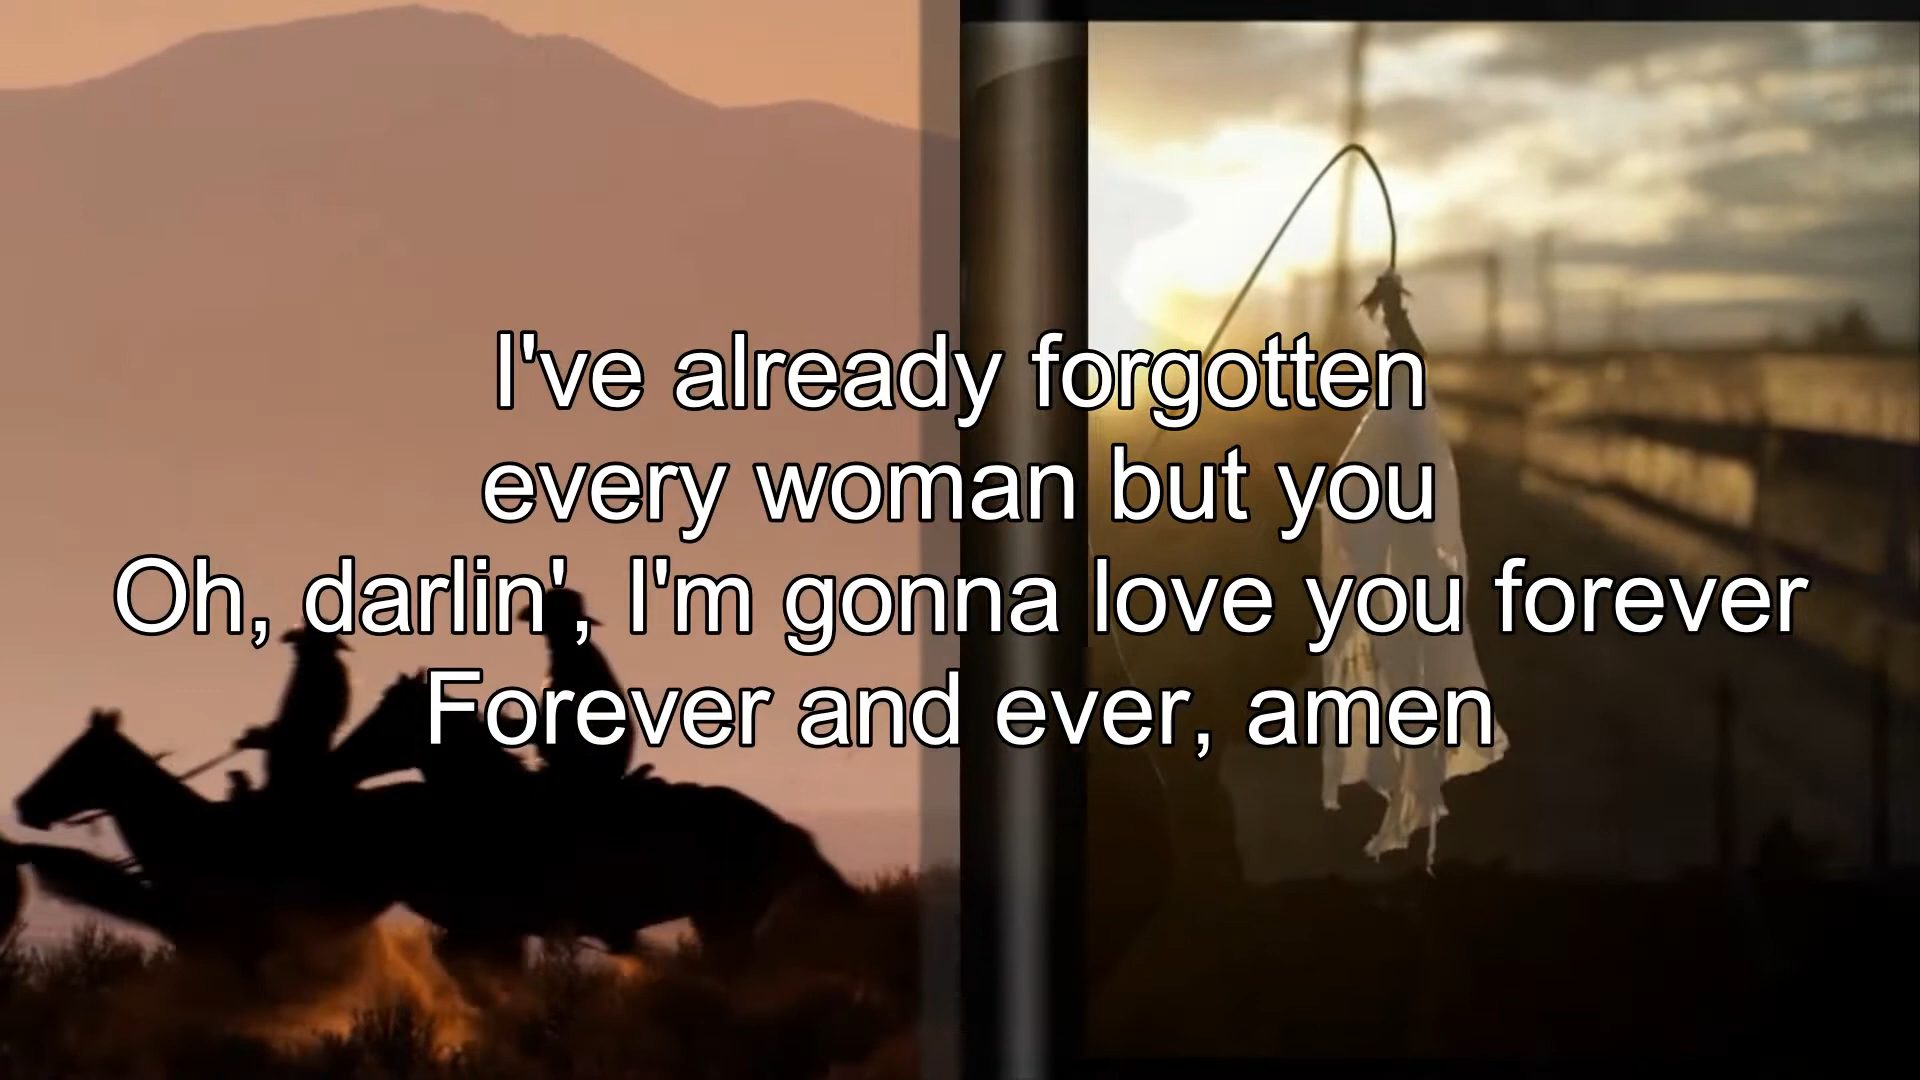 I've already forgotten
every woman but you
Oh, darlin', I'm gonna love you forever
Forever and ever, amen